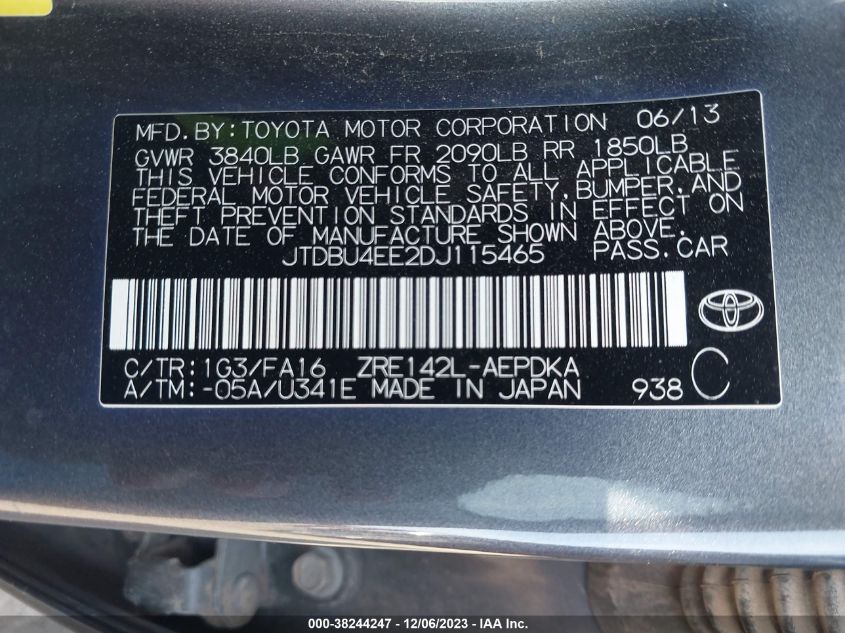 MFD.BY:TOYOTA MOTOR CORPORATION 06/13
GVWR 3840LB GAWR FR 2090LB RR 1850LB
THIS VEHICLE CONFORMS TO ALL APPLICABLE
FEDERAL MOTOR VEHICLE SAFETY,BUMPER,AND
THEFT PREVENTION STANDARDS IN EFFECT ON
THE DATE OF MANUFACTURE SHOWN ABOVE.
JTDBU4EE2DJ115465 PASS.CAR
C/TR:1G3/FA16 ZRE142L-AEPDKA
A/TM:-05A/U341E MADE IN JAPAN 938 C
000-38244247 - 12/06/2023 - Copyright © 2023 IAA, Inc.